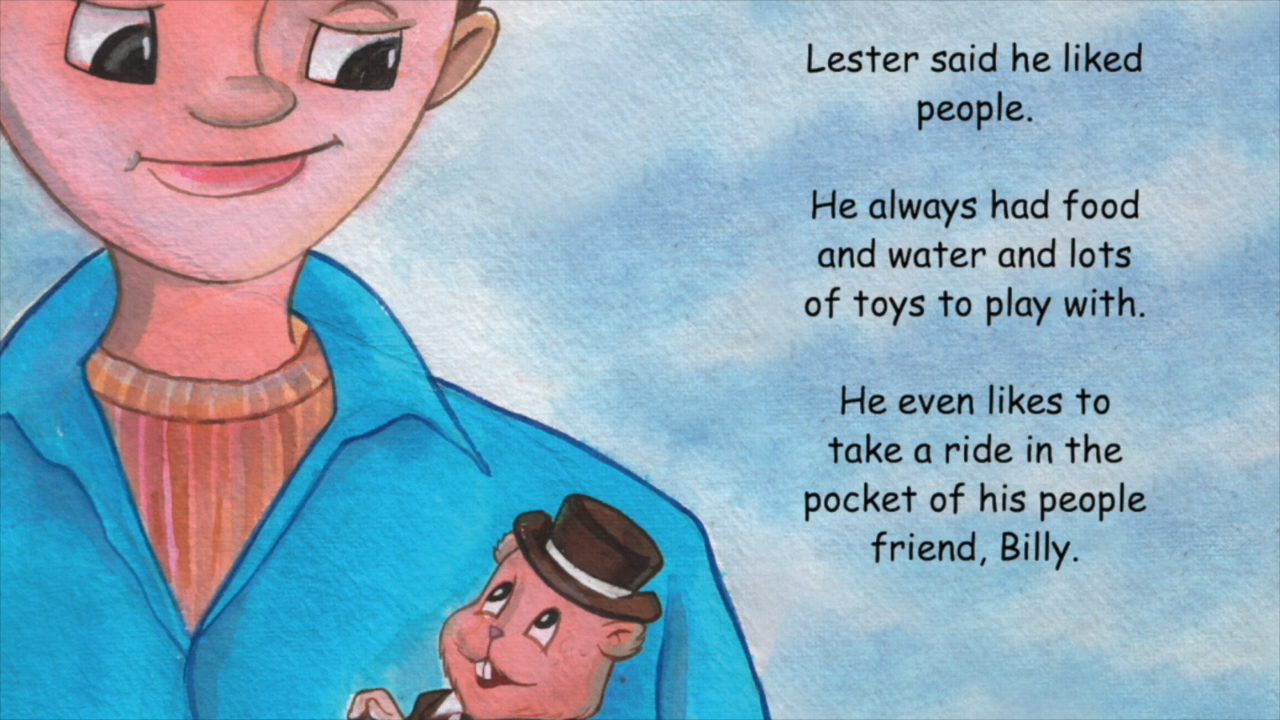 Lester said he liked
people.
He always had food
and water and lots
of toys to play with.
He even likes to
take a ride in the
pocket of his people
friend, Billy.